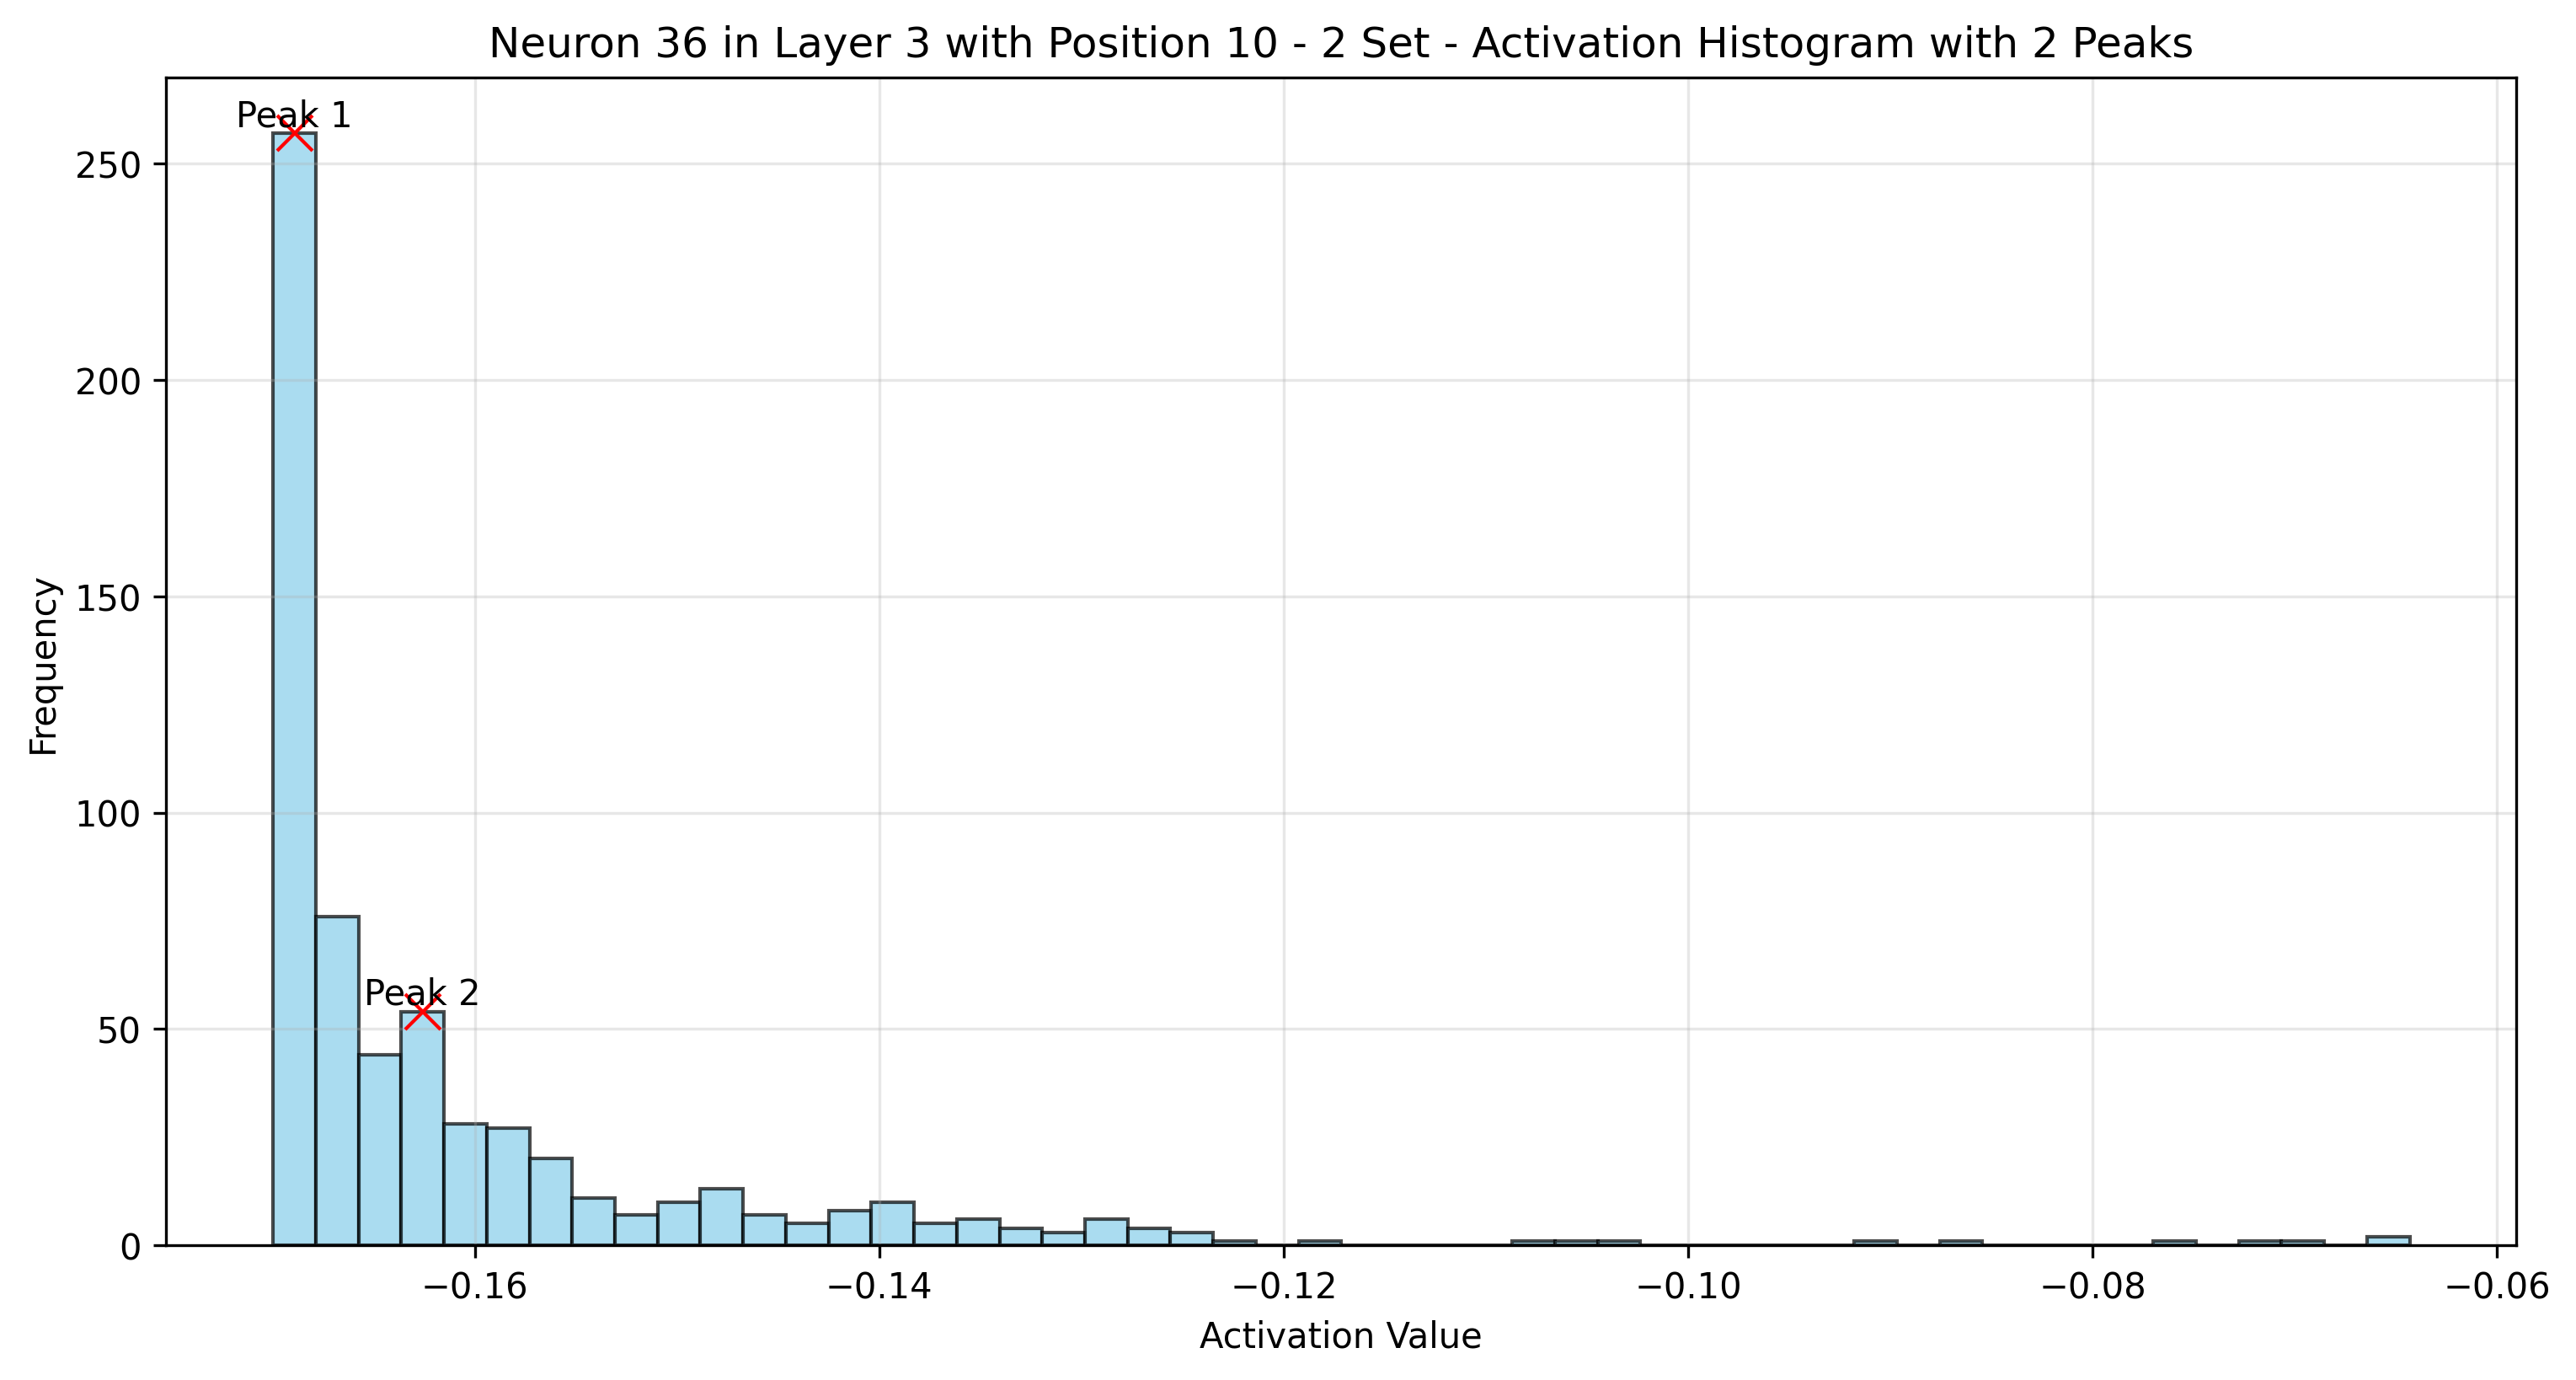 Neuron 36 in Layer 3 with Position 10 - 2 Set - Activation Histogram with 2 Peaks
Peak 1
250
200
150
100
Peak 2
50
0
Frequency
−0.16
−0.14
−0.12
−0.10
−0.08
−0.06
Activation Value